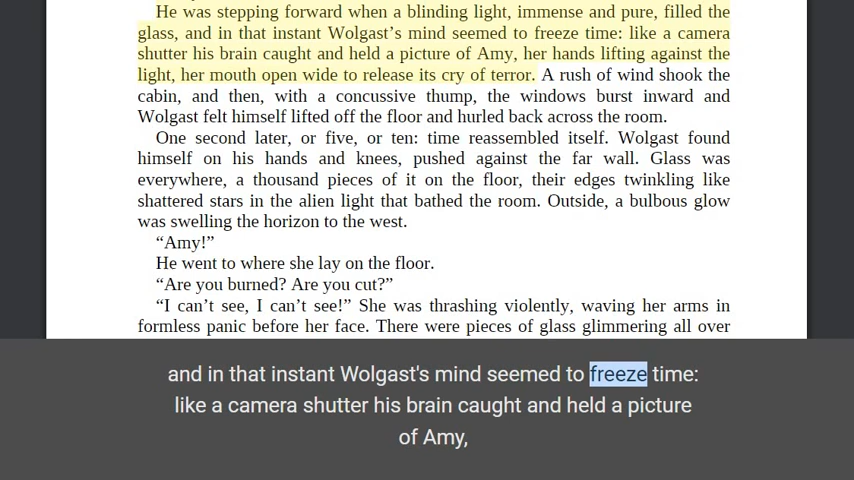 He was stepping forward when a blinding light, immense and pure, filled the
glass, and in that instant Wolgast’s mind seemed to freeze time: like a camera
shutter his brain caught and held a picture of Amy, her hands lifting against the
light, her mouth open wide to release its cry of terror. A rush of wind shook the
cabin, and then, with a concussive thump, the windows burst inward and
Wolgast felt himself lifted off the floor and hurled back across the room.
One second later, or five, or ten: time reassembled itself. Wolgast found
himself on his hands and knees, pushed against the far wall. Glass was
everywhere, a thousand pieces of it on the floor, their edges twinkling like
shattered stars in the alien light that bathed the room. Outside, a bulbous glow
was swelling the horizon to the west.
“Amy!”
He went to where she lay on the floor.
“Are you burned? Are you cut?”
“I can’t see, I can’t see!” She was thrashing violently, waving her arms in
formless panic before her face. There were pieces of glass glimmering all over
and in that instant Wolgast's mind seemed to freeze time:
like a camera shutter his brain caught and held a picture
of Amy,